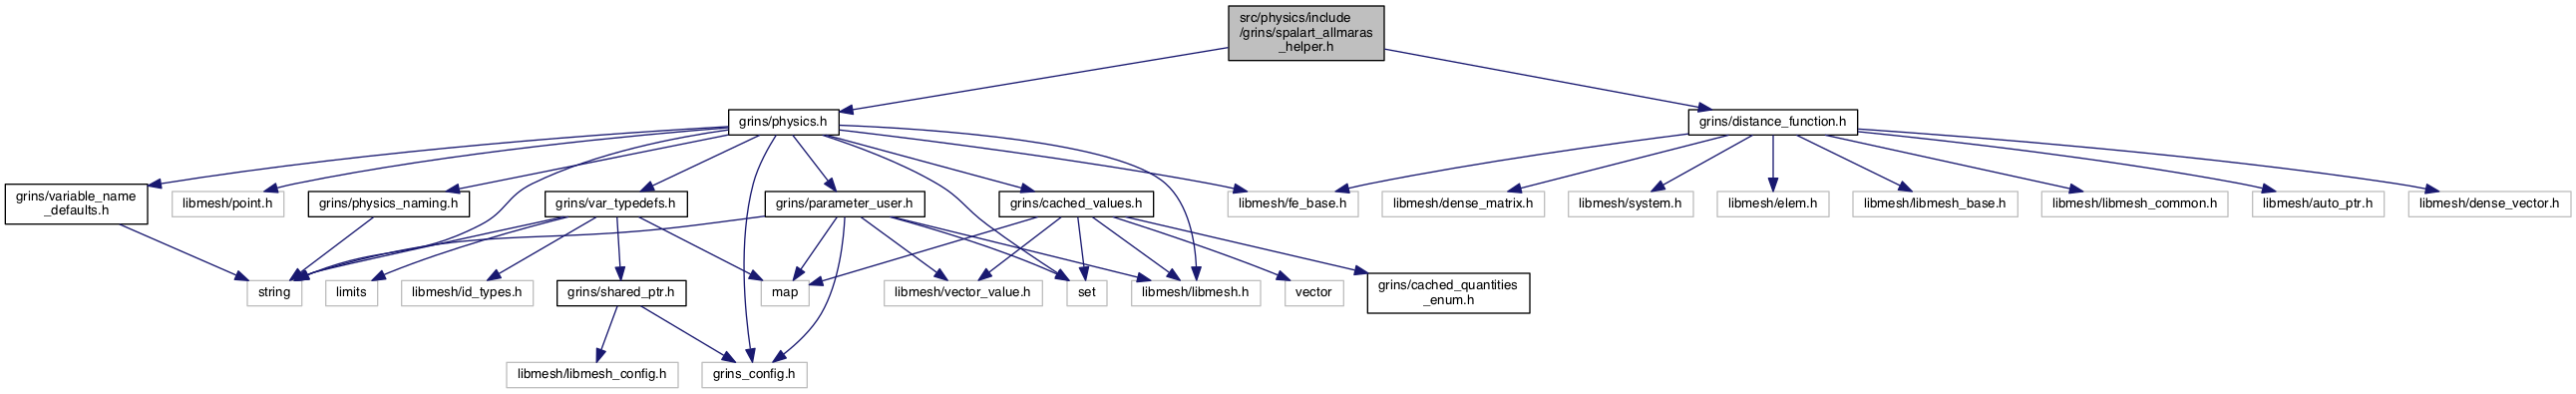 src/physics/include
/grins/spalart_allmaras
_helper.h
grins/physics.h
grins/distance_function.h
grins/variable_name
_defaults.h
libmesh/point.h
grins/physics_naming.h
grins/var_typedefs.h
grins/parameter_user.h
grins/cached_values.h
libmesh/fe_base.h
libmesh/dense_matrix.h
libmesh/system.h
libmesh/elem.h
libmesh/libmesh_base.h
libmesh/libmesh_common.h
libmesh/auto_ptr.h
libmesh/dense_vector.h
string
limits
libmesh/id_types.h
grins/shared_ptr.h
map
libmesh/vector_value.h
set
libmesh/libmesh.h
vector
grins/cached_quantities
_enum.h
libmesh/libmesh_config.h
grins_config.h